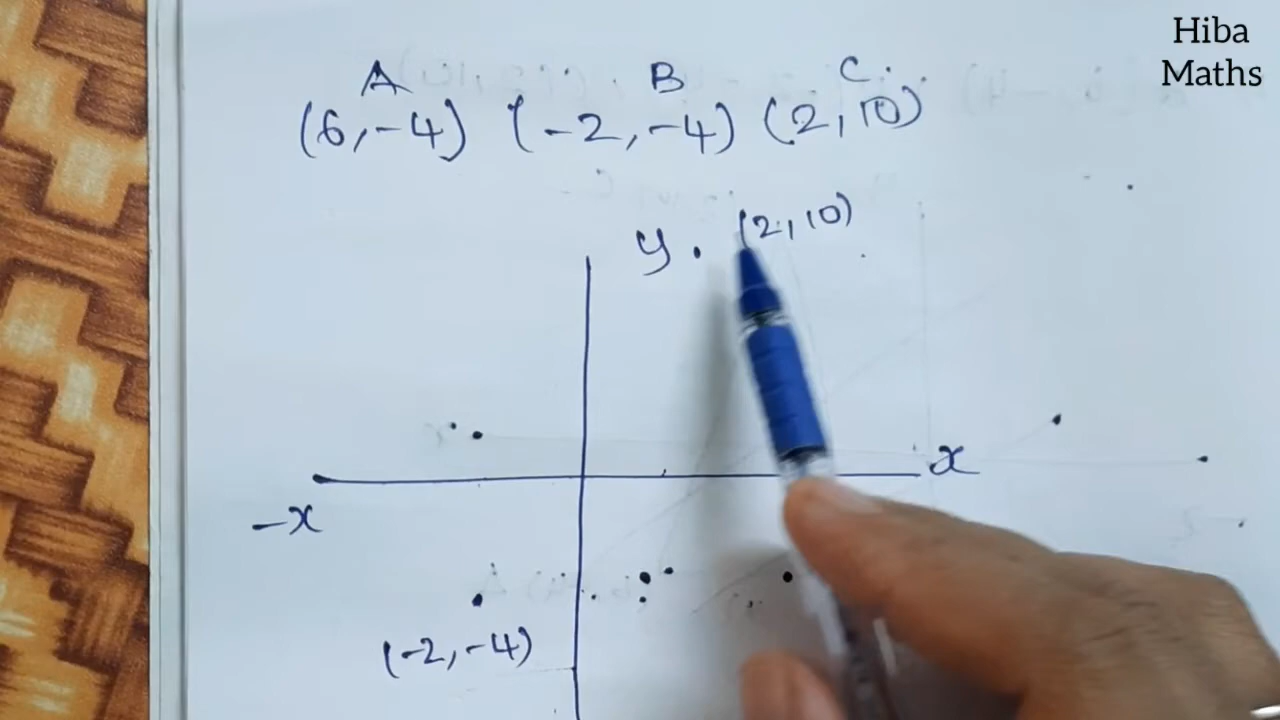 Hiba
Maths
A B C
(6,-4) (-2,-4) (2,10)
y (2,10)
x
-x
(-2,-4)